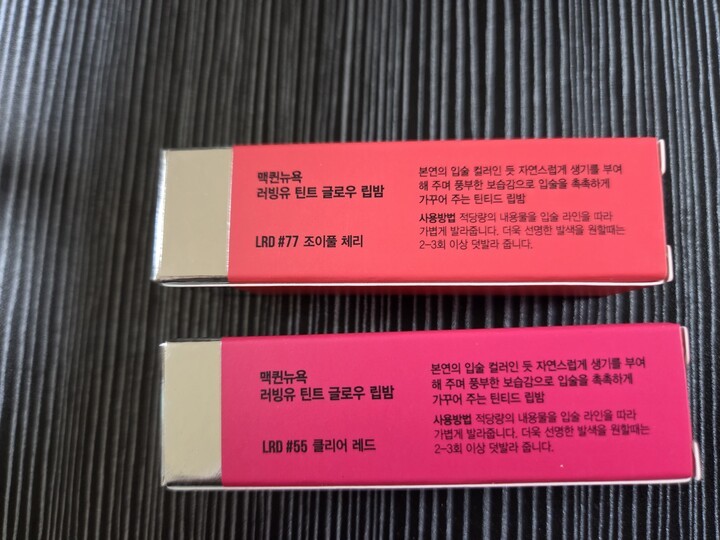 맥퀸뉴욕
러빙유 틴트 글로우 립밤
LRD #77 조이풀 체리
본연의 입술 컬러인 듯 자연스럽게 생기를 부여
해 주며 풍부한 보습감으로 입술을 촉촉하게
가꾸어 주는 틴티드 립밤
사용방법 적당량의 내용물을 입술 라인을 따라
가볍게 발라줍니다. 더욱 선명한 발색을 원할때는
2-3회 이상 덧발라 줍니다.
맥퀸뉴욕
러빙유 틴트 글로우 립밤
LRD #55 클리어 레드
본연의 입술 컬러인 듯 자연스럽게 생기를 부여
해 주며 풍부한 보습감으로 입술을 촉촉하게
가꾸어 주는 틴티드 립밤
사용방법 적당량의 내용물을 입술 라인을 따라
가볍게 발라줍니다. 더욱 선명한 발색을 원할때는
2-3회 이상 덧발라 줍니다.